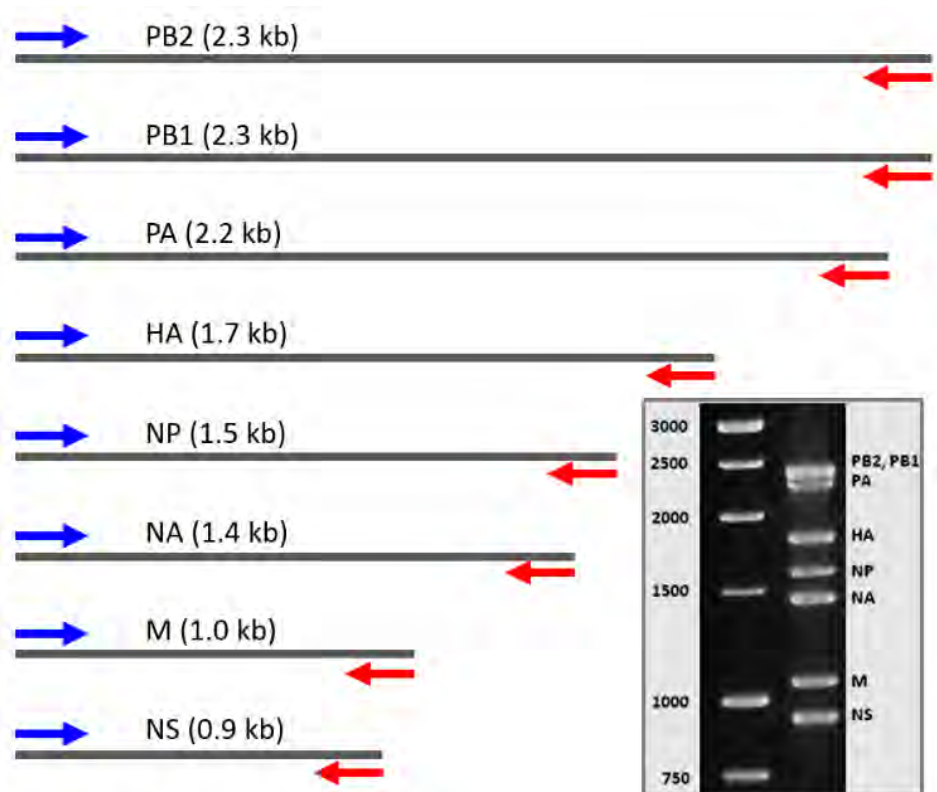 PB2 (2.3 kb)
PB1 (2.3 kb)
PA (2.2 kb)
HA (1.7 kb)
NP (1.5 kb)
NA (1.4 kb)
M (1.0 kb)
NS (0.9 kb)
3000
2500
2000
1500
1000
750
PB2, PB1
PA
HA
NP
NA
M
NS